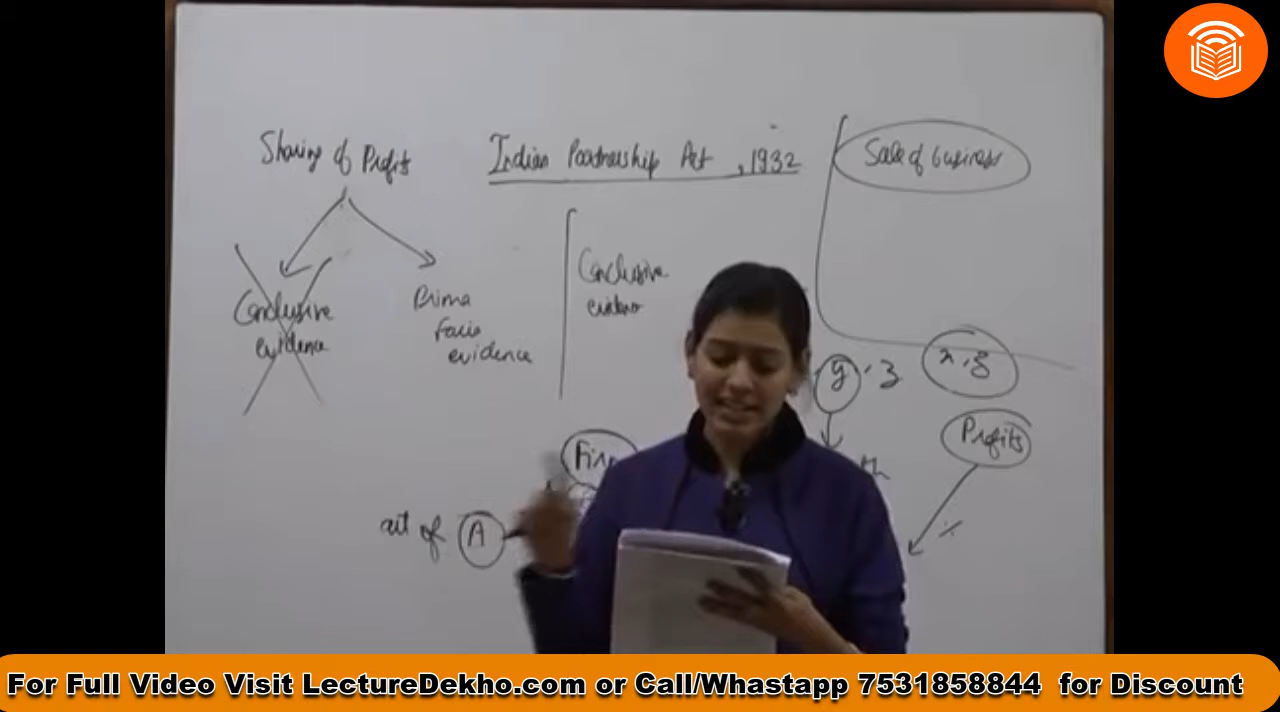 Sharing of Profits
Indian Partnership Act, 1932
Sale of business
Conclusive
evidence
Prima
Facie
evidence
Conclusive
y, z
x, z
Profits
%
act of A
For Full Video Visit LectureDekho.com or Call/Whastapp 7531858844 for Discount